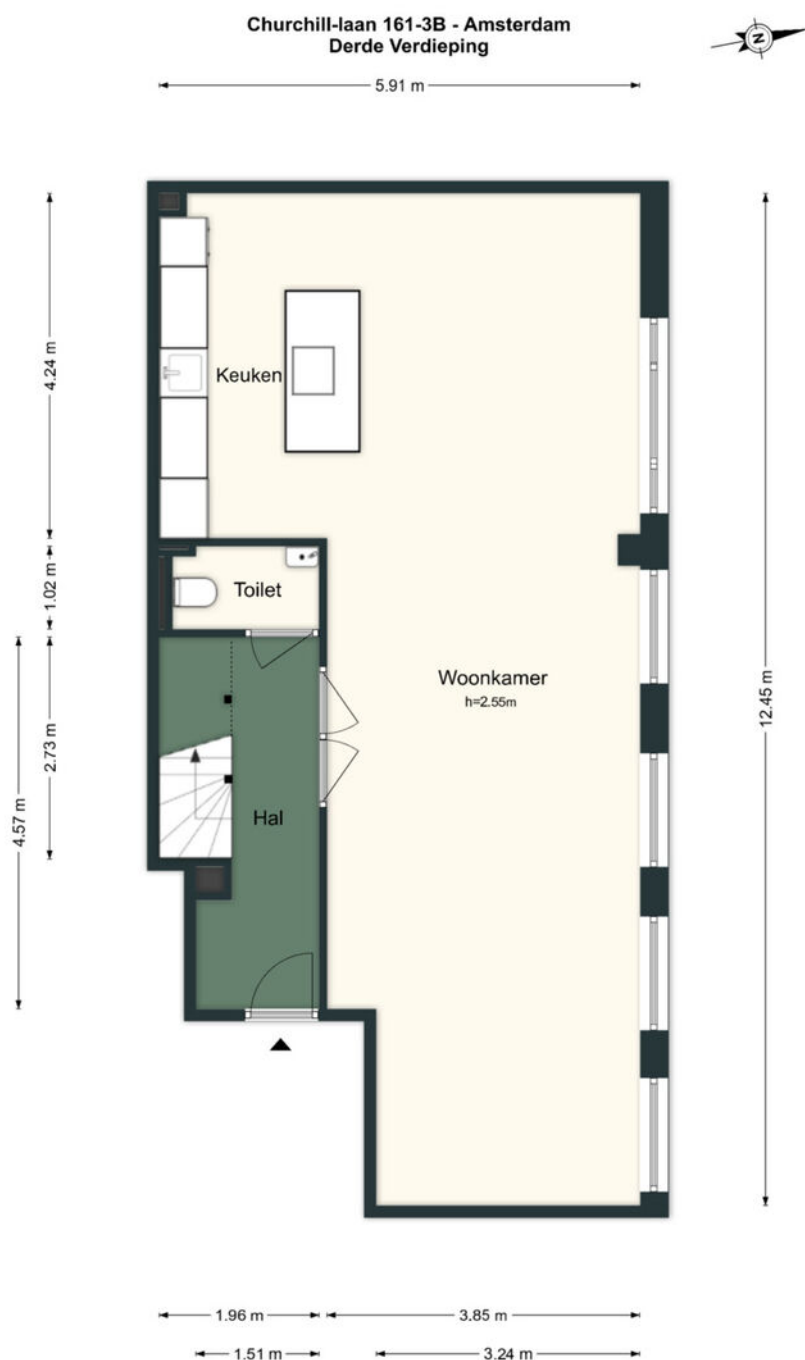 Churchill-laan 161-3B - Amsterdam
Derde Verdieping
N
5.91 m
4.24 m
Keuken
1.02 m
Toilet
Woonkamer
h=2.55m
12.45 m
2.73 m
4.57 m
Hal
1.96 m
3.85 m
1.51 m
3.24 m